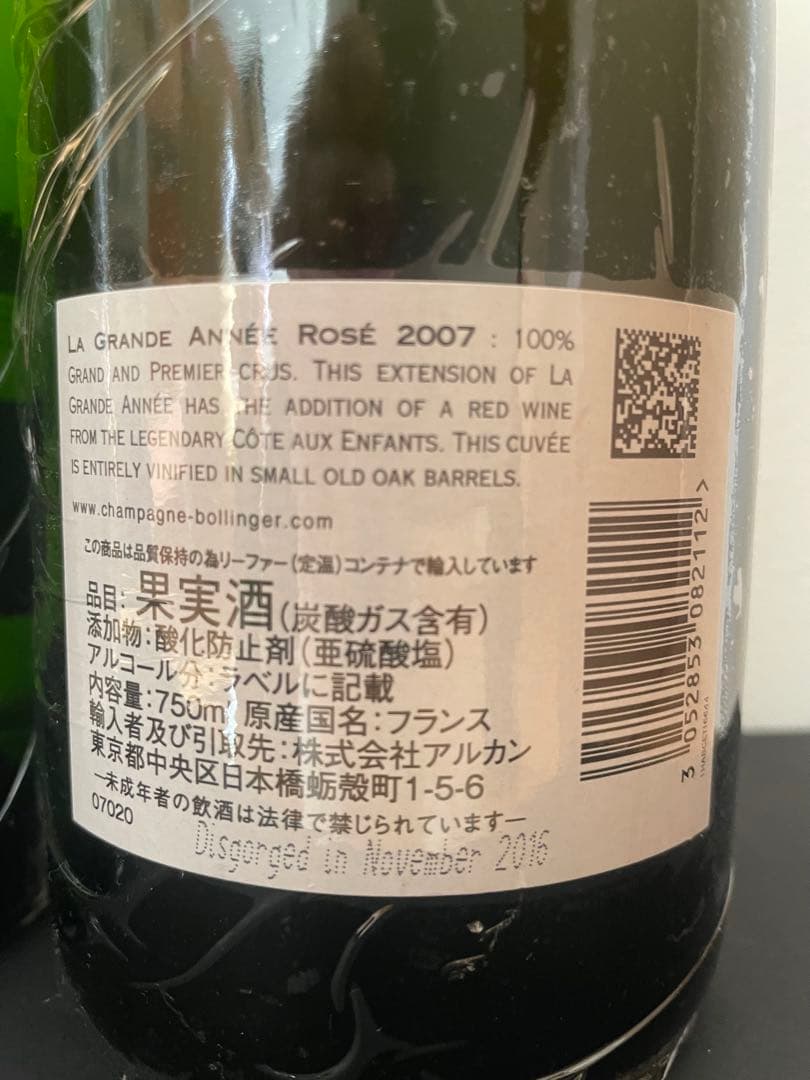 LA GRANDE ANNÉE ROSÉ 2007 : 100%
GRAND AND PREMIER CRUS. THIS EXTENSION OF LA
GRANDE ANNÉE HAS THE ADDITION OF A RED WINE
FROM THE LEGENDARY CÔTE AUX ENFANTS. THIS CUVÉE
IS ENTIRELY VINIFIED IN SMALL OLD OAK BARRELS.
www.champagne-bollinger.com
この商品は品質保持の為リーファー(定温)コンテナで輸入しています
品目:果実酒(炭酸ガス含有)
添加物:酸化防止剤(亜硫酸塩)
アルコール分:ラベルに記載
内容量:750ml 原産国名:フランス
輸入者及び引取先:株式会社アルカン
東京都中央区日本橋蛎殻町1-5-6
―未成年者の飲酒は法律で禁じられています―
07020
Disgorged in November 2016
3 052853 082112 >